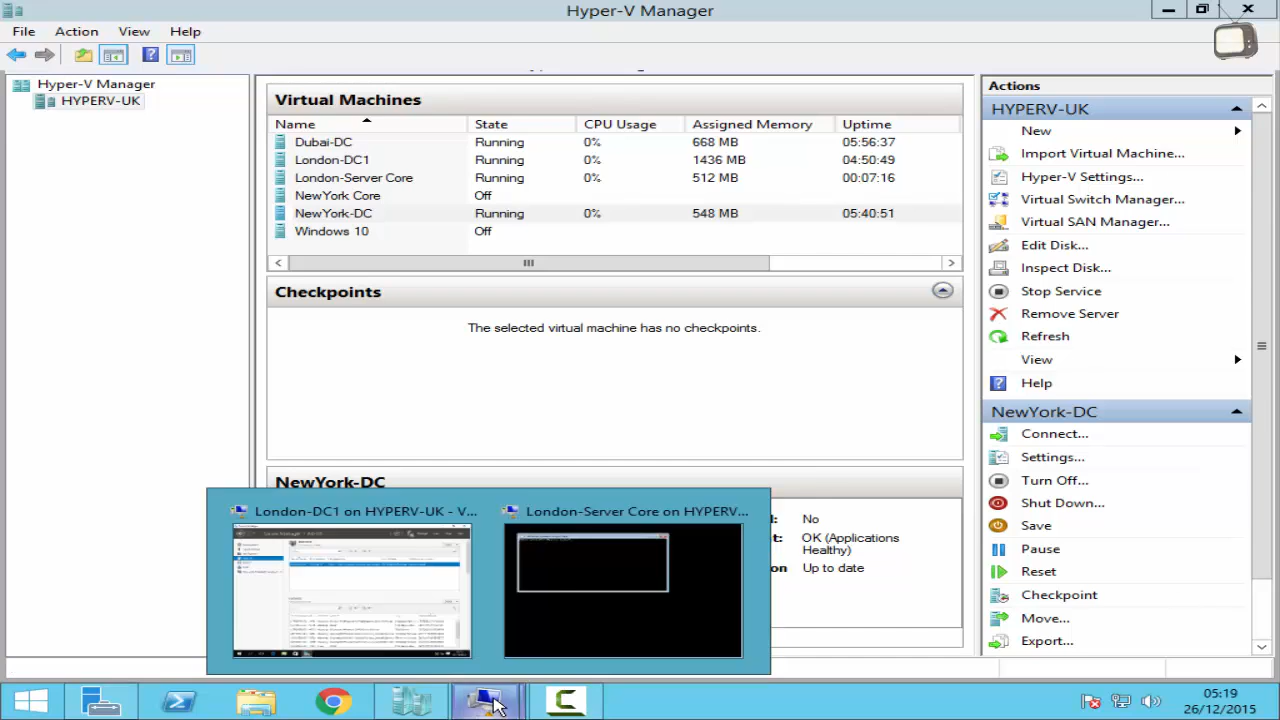 Hyper-V Manager
File Action View Help
Hyper-V Manager
HYPERV-UK
Virtual Machines
Name State CPU Usage Assigned Memory Uptime
Dubai-DC Running 0% 668 MB 05:56:37
London-DC1 Running 0% 1436 MB 04:50:49
London-Server Core Running 0% 512 MB 00:07:16
NewYork Core Off
NewYork-DC Running 0% 548 MB 05:40:51
Windows 10 Off
Checkpoints
The selected virtual machine has no checkpoints.
NewYork-DC
No
OK (Applications
Healthy)
Up to date
London-DC1 on HYPERV-UK - V...
London-Server Core on HYPERV...
Actions
HYPERV-UK
New
Import Virtual Machine...
Hyper-V Settings...
Virtual Switch Manager...
Virtual SAN Manager...
Edit Disk...
Inspect Disk...
Stop Service
Remove Server
Refresh
View
Help
NewYork-DC
Connect...
Settings...
Turn Off...
Shut Down...
Save
Pause
Reset
Checkpoint
Move...
Export...
05:19
26/12/2015